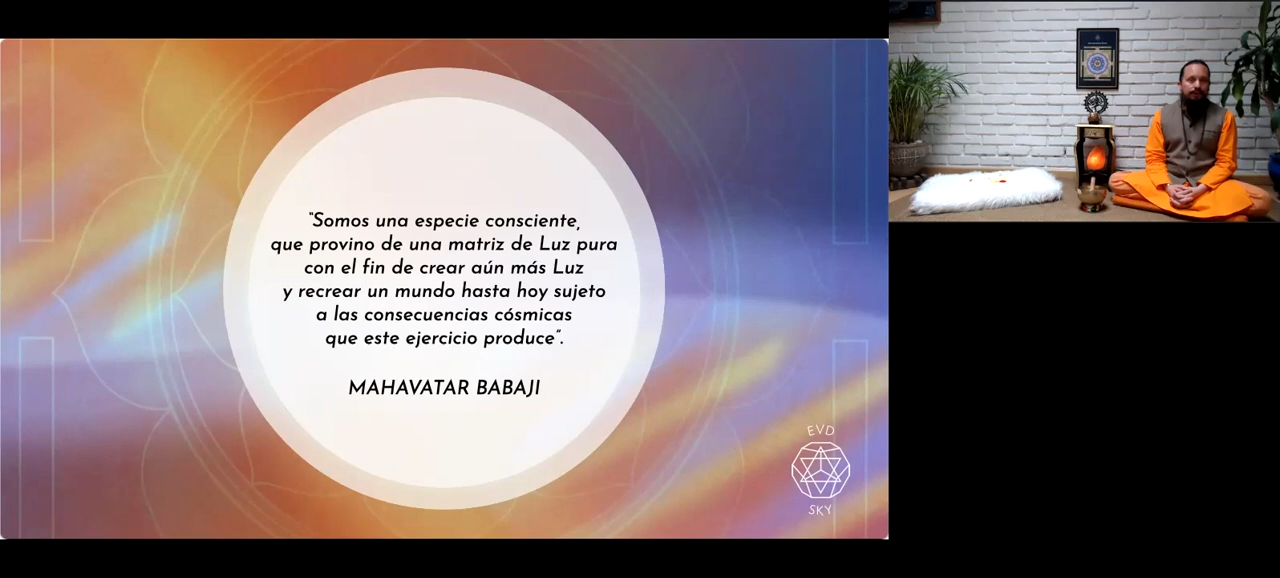 “Somos una especie consciente,
que provino de una matriz de Luz pura
con el fin de crear aún más Luz
y recrear un mundo hasta hoy sujeto
a las consecuencias cósmicas
que este ejercicio produce”.
MAHAVATAR BABAJI
EVD
SKY